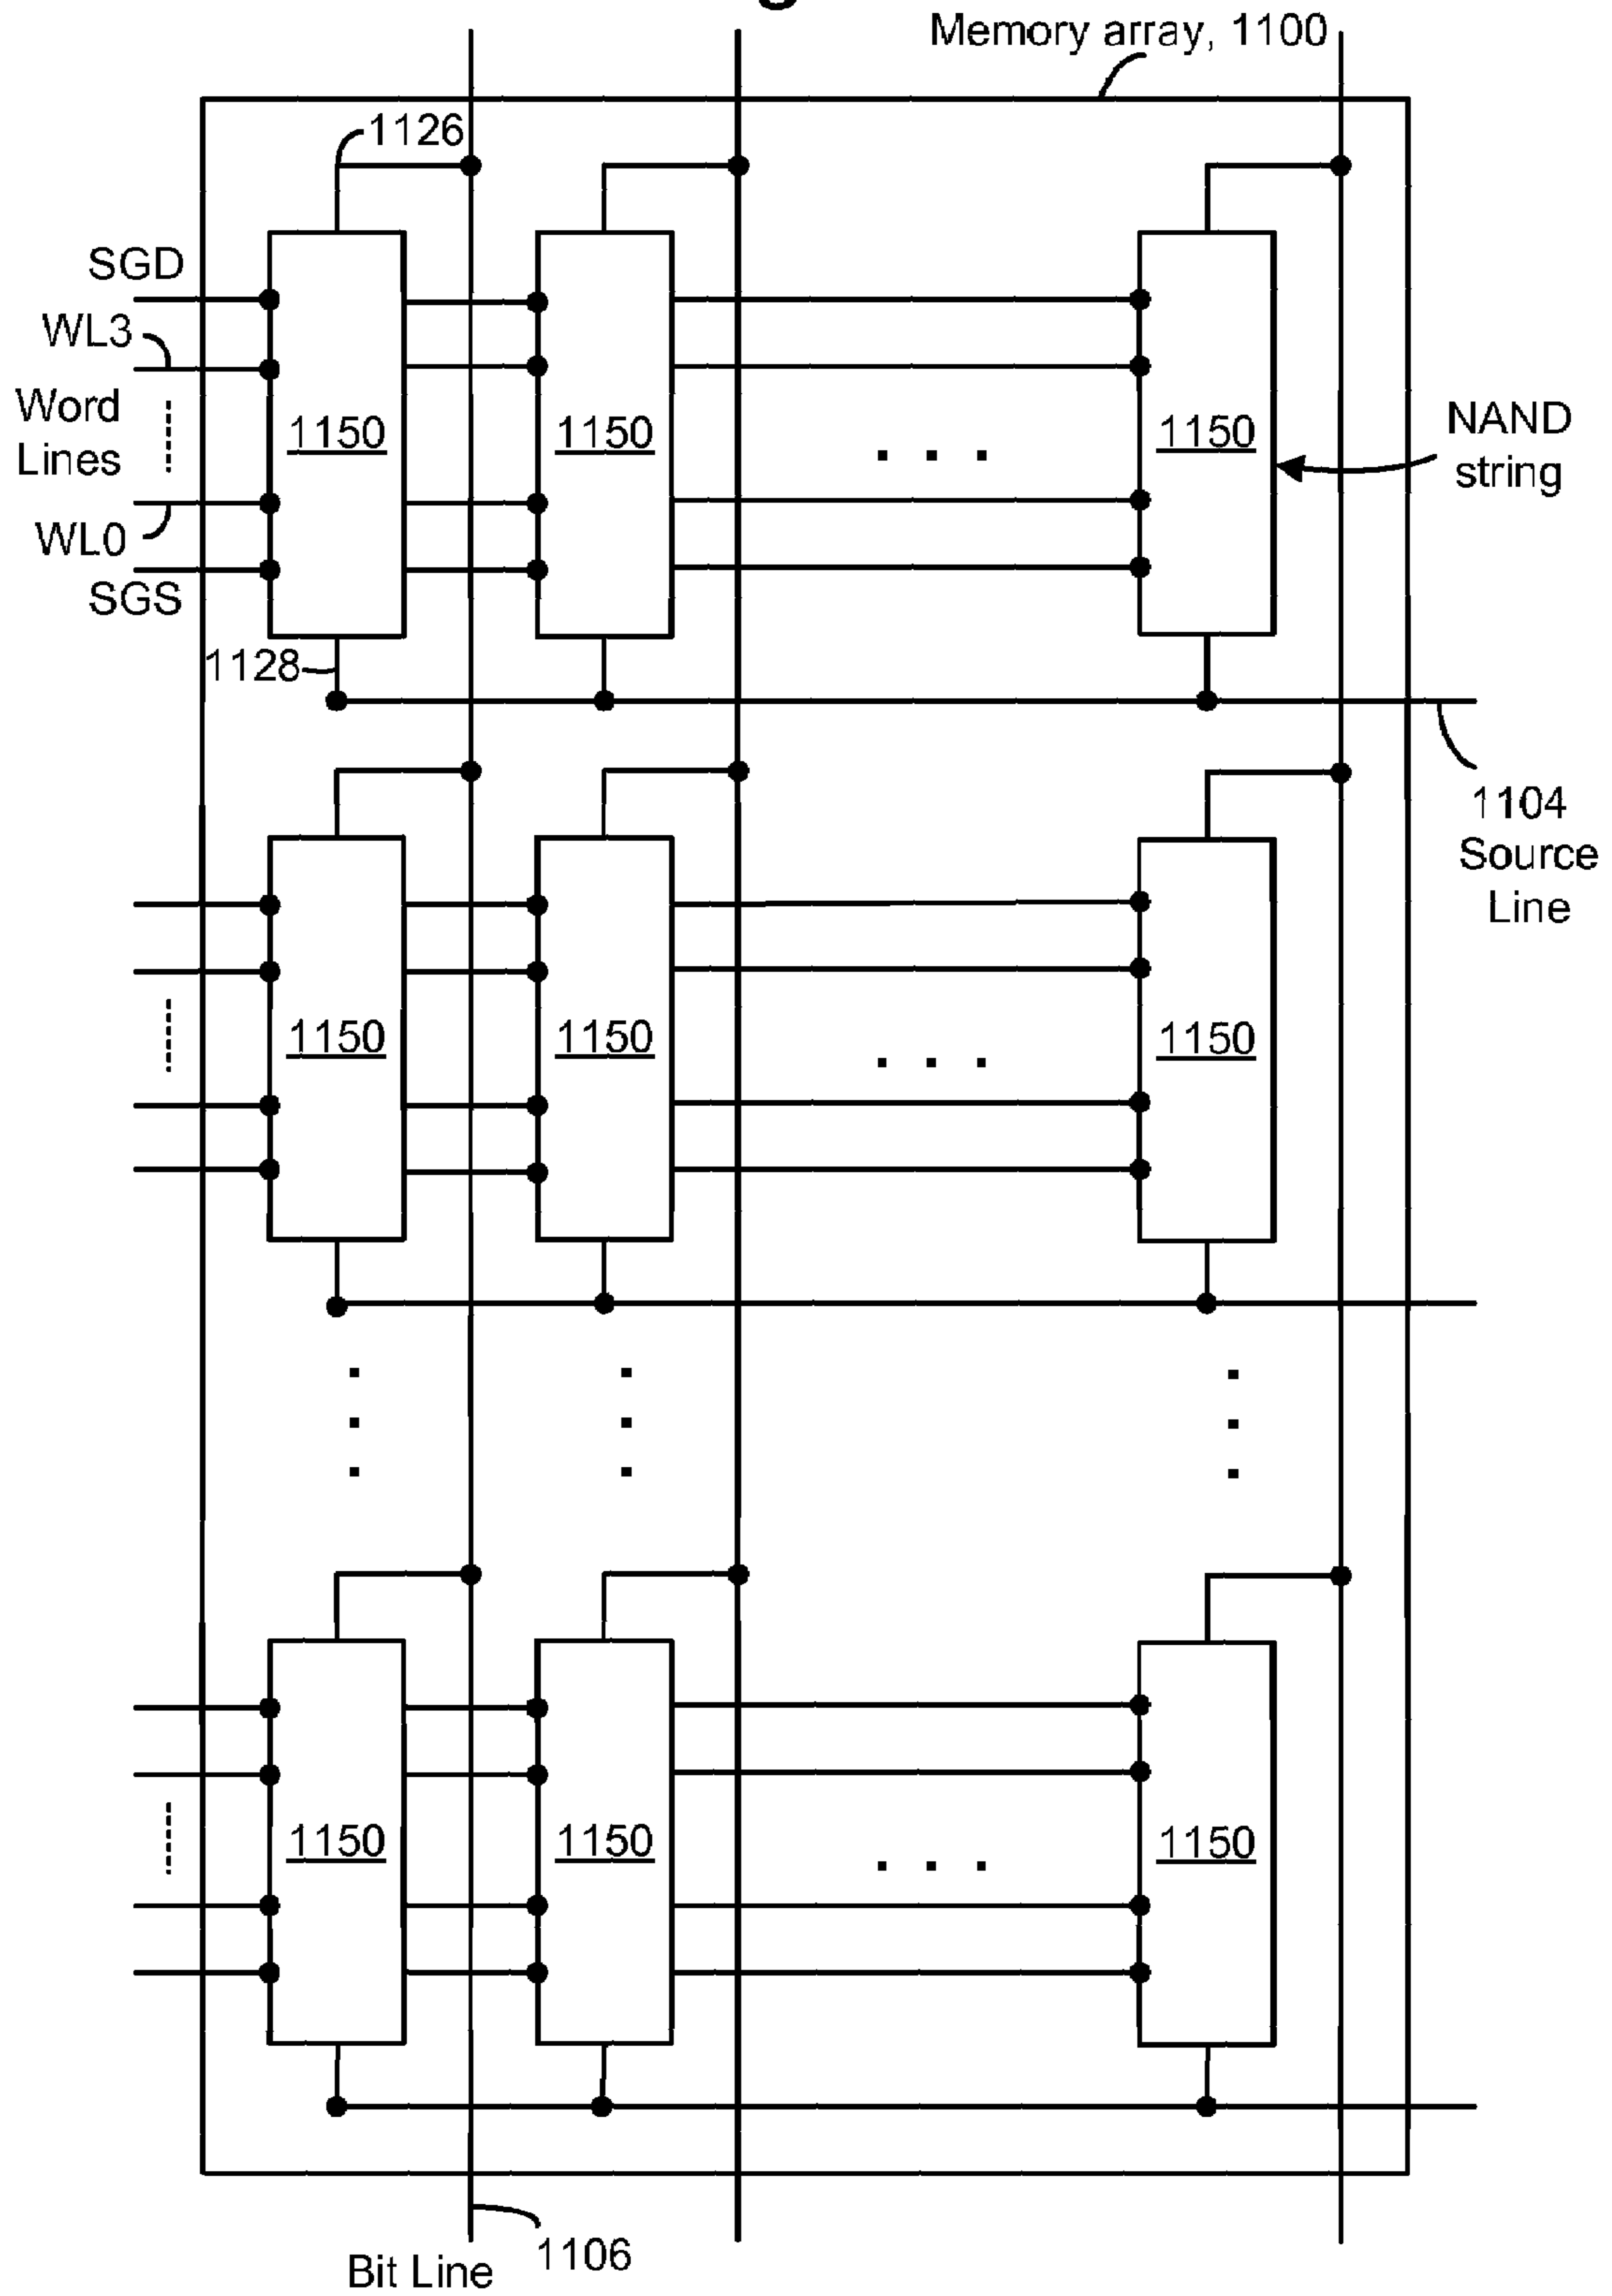 Memory array, 1100
1126
SGD
WL3
Word
Lines
WL0
SGS
1150
1150
1150
NAND
string
1128
1104
Source
Line
1150
1150
1150
1150
1150
1150
1106
Bit Line